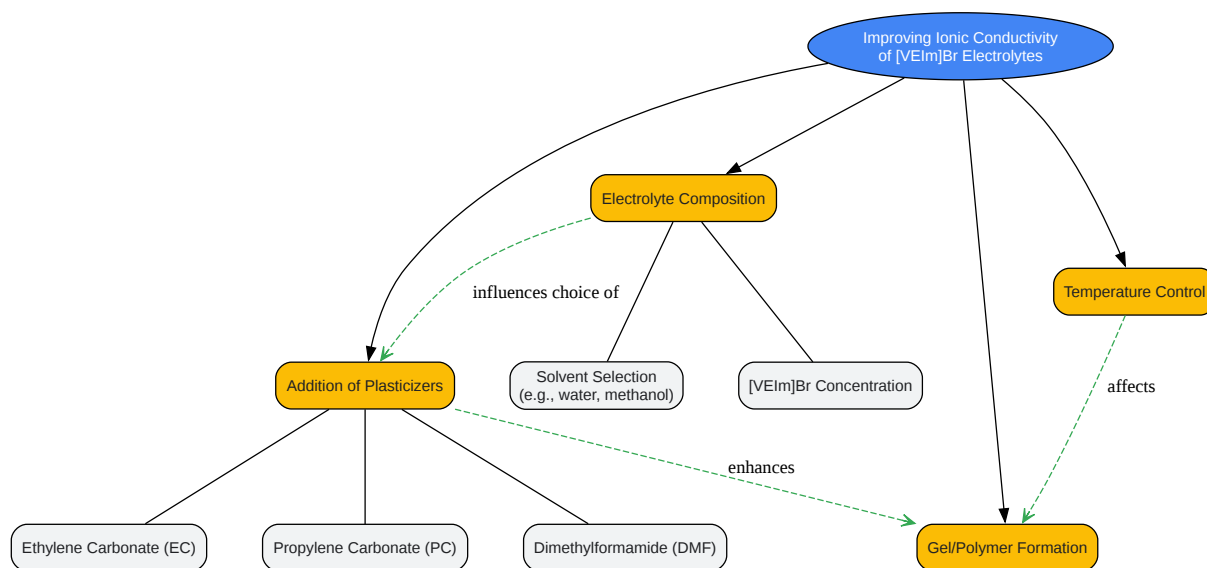 Improving Ionic Conductivity
of [VEIm]Br Electrolytes
Electrolyte Composition
Temperature Control
influences choice of
Addition of Plasticizers
Solvent Selection
(e.g., water, methanol)
[VEIm]Br Concentration
affects
enhances
Ethylene Carbonate (EC)
Propylene Carbonate (PC)
Dimethylformamide (DMF)
Gel/Polymer Formation